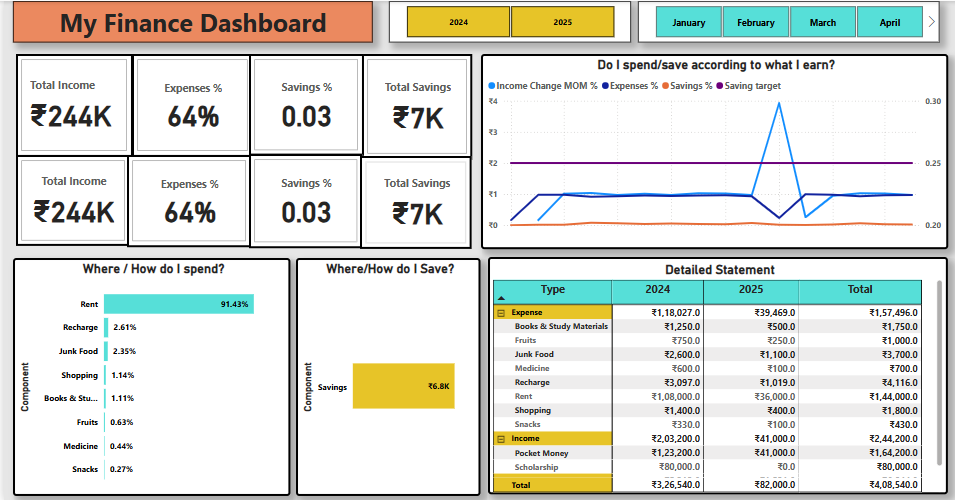 My Finance Dashboard
2024 2025
January February March April
Total Income
₹244K
Expenses %
64%
Savings %
0.03
Total Savings
₹7K
Total Income
₹244K
Expenses %
64%
Savings %
0.03
Total Savings
₹7K
Do I spend/save according to what I earn?
Income Change MOM % Expenses % Savings % Saving target
₹4 0.30
₹3
₹2 0.25
₹1
₹0 0.20
Where / How do I spend?
Component
Rent 91.43%
Recharge 2.61%
Junk Food 2.35%
Shopping 1.14%
Books & Stu... 1.11%
Fruits 0.63%
Medicine 0.44%
Snacks 0.27%
Where/How do I Save?
Component
Savings ₹6.8K
Detailed Statement
Type 2024 2025 Total
Expense ₹1,18,027.0 ₹39,469.0 ₹1,57,496.0
Books & Study Materials ₹1,250.0 ₹500.0 ₹1,750.0
Fruits ₹750.0 ₹250.0 ₹1,000.0
Junk Food ₹2,600.0 ₹1,100.0 ₹3,700.0
Medicine ₹600.0 ₹100.0 ₹700.0
Recharge ₹3,097.0 ₹1,019.0 ₹4,116.0
Rent ₹1,08,000.0 ₹36,000.0 ₹1,44,000.0
Shopping ₹1,400.0 ₹400.0 ₹1,800.0
Snacks ₹330.0 ₹100.0 ₹430.0
Income ₹2,03,200.0 ₹41,000.0 ₹2,44,200.0
Pocket Money ₹1,23,200.0 ₹41,000.0 ₹1,64,200.0
Scholarship ₹80,000.0 ₹0.0 ₹80,000.0
Total ₹3,26,540.0 ₹82,000.0 ₹4,08,540.0